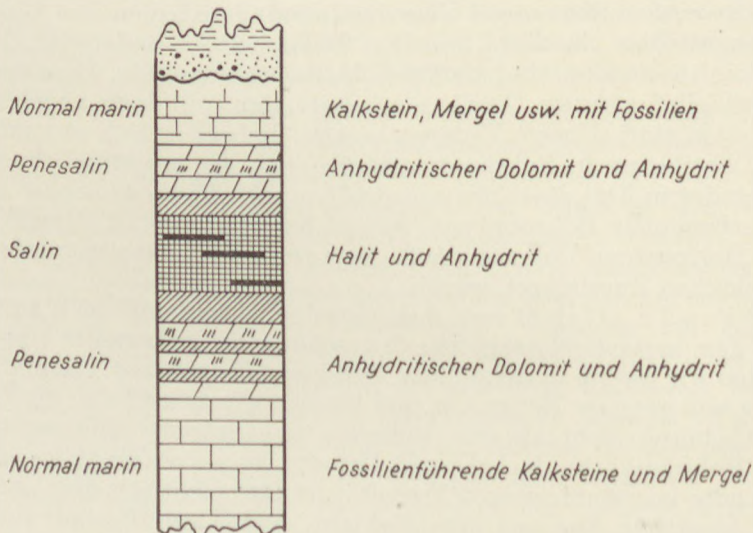 Normal marin Kalkstein, Mergel usw. mit Fossilien
Penesalin Anhydritischer Dolomit und Anhydrit
Salin Halit und Anhydrit
Penesalin Anhydritischer Dolomit und Anhydrit
Normal marin Fossilienführende Kalksteine und Mergel